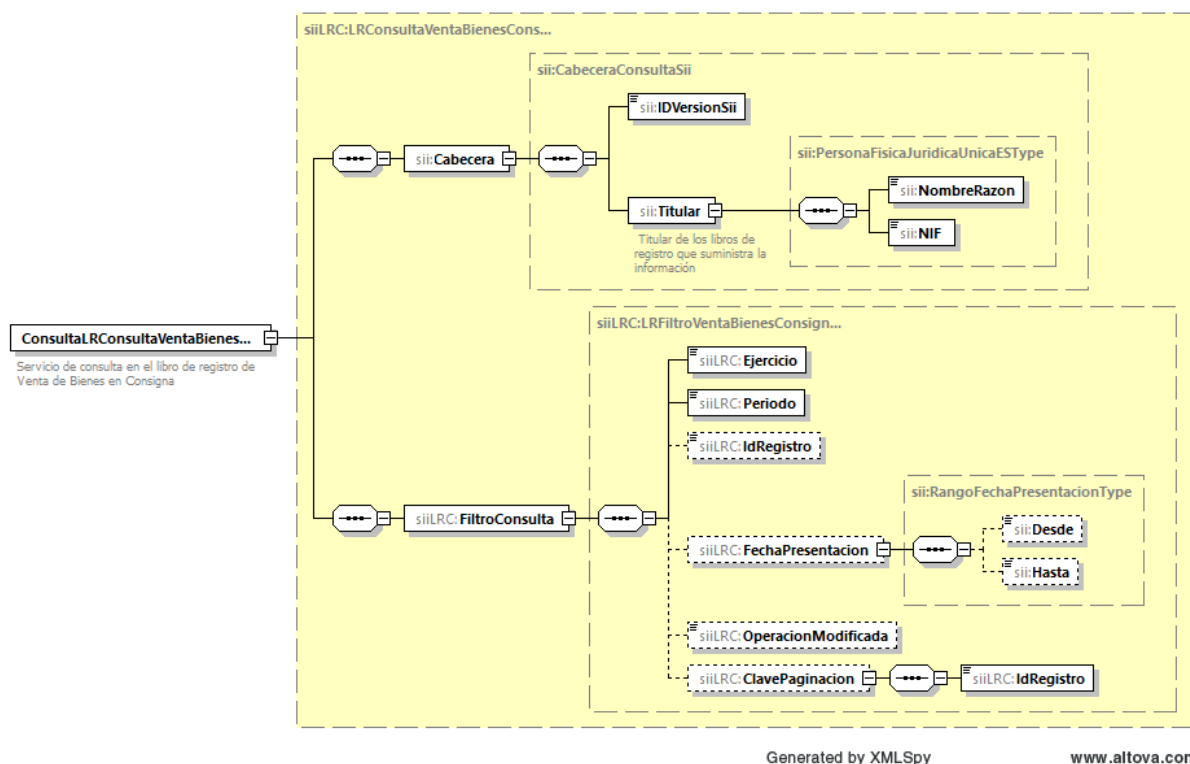 siiLRC:LRConsultaVentaBienesCons...
sii:CabeceraConsultaSii
sii:IDVersionSii
sii:PersonaFisicaJuridicaUnicaESType
sii:Cabecera
sii:NombreRazon
sii:Titular
sii:NIF
Titular de los libros de
registro que suministra la
información
siiLRC:LRFiltroVentaBienesConsign...
ConsultaLRConsultaVentaBienes...
Servicio de consulta en el libro de registro de
Venta de Bienes en Consigna
siiLRC:Ejercicio
siiLRC:Periodo
siiLRC:IdRegistro
sii:RangoFechaPresentacionType
siiLRC:FiltroConsulta
sii:Desde
siiLRC:FechaPresentacion
sii:Hasta
siiLRC:OperacionModificada
siiLRC:ClavePaginacion
siiLRC:IdRegistro
Generated by XMLSpy
www.altova.com